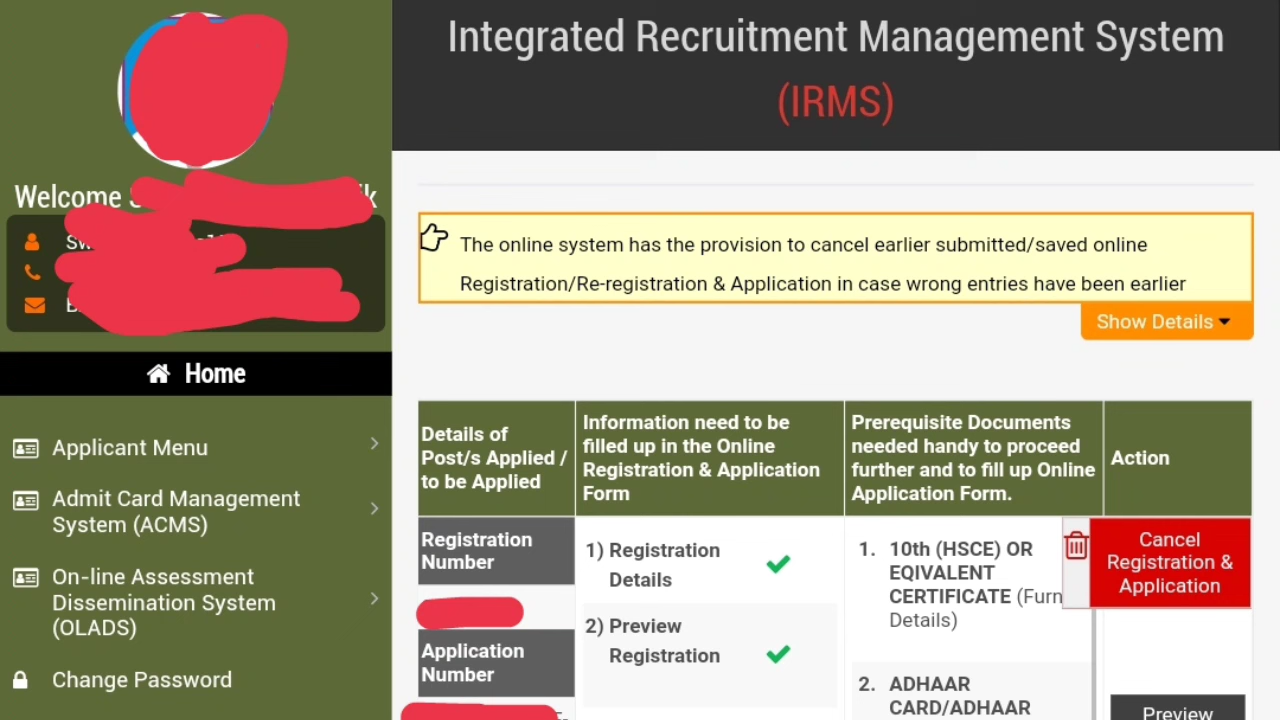 Integrated Recruitment Management System
(IRMS)
Welcome
Home
Applicant Menu
Admit Card Management
System (ACMS)
On-line Assessment
Dissemination System
(OLADS)
Change Password
The online system has the provision to cancel earlier submitted/saved online
Registration/Re-registration & Application in case wrong entries have been earlier
Show Details
Details of
Post/s Applied /
to be Applied
Information need to be
filled up in the Online
Registration & Application
Form
Prerequisite Documents
needed handy to proceed
further and to fill up Online
Application Form.
Action
Registration
Number
Application
Number
1) Registration
Details
2) Preview
Registration
1. 10th (HSCE) OR
EQIVALENT
CERTIFICATE (Furn
Details)
2. ADHAAR
CARD/ADHAAR
Cancel
Registration &
Application
Preview